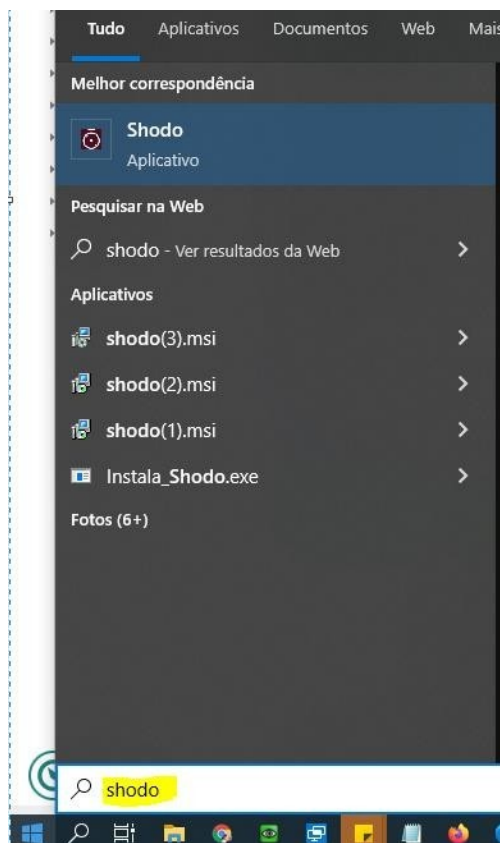 Tudo Aplicativos Documentos Web Mais
Melhor correspondência
Shodo
Aplicativo
Pesquisar na Web
shodo - Ver resultados da Web
Aplicativos
shodo(3).msi
shodo(2).msi
shodo(1).msi
Instala_Shodo.exe
Fotos (6+)
shodo